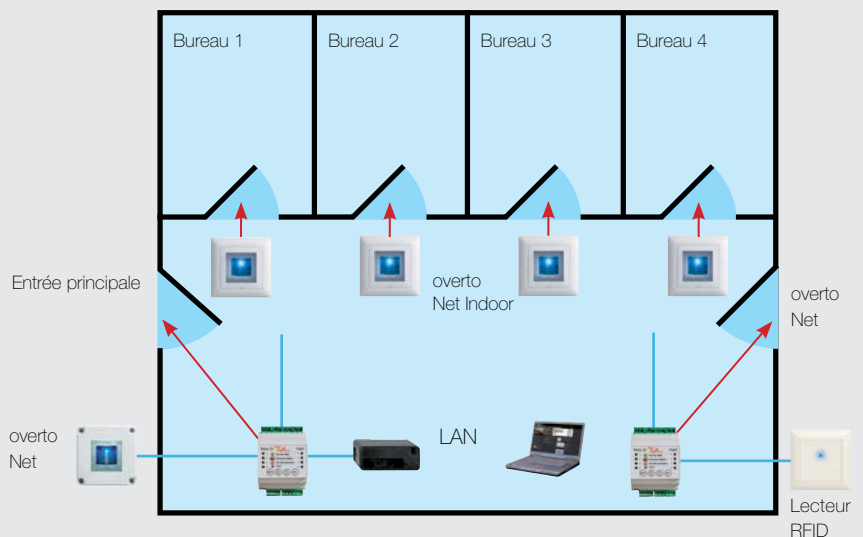 Bureau 1
Bureau 2
Bureau 3
Bureau 4
Entrée principale
overto
Net Indoor
overto
Net
overto
Net
LAN
Lecteur
RFID